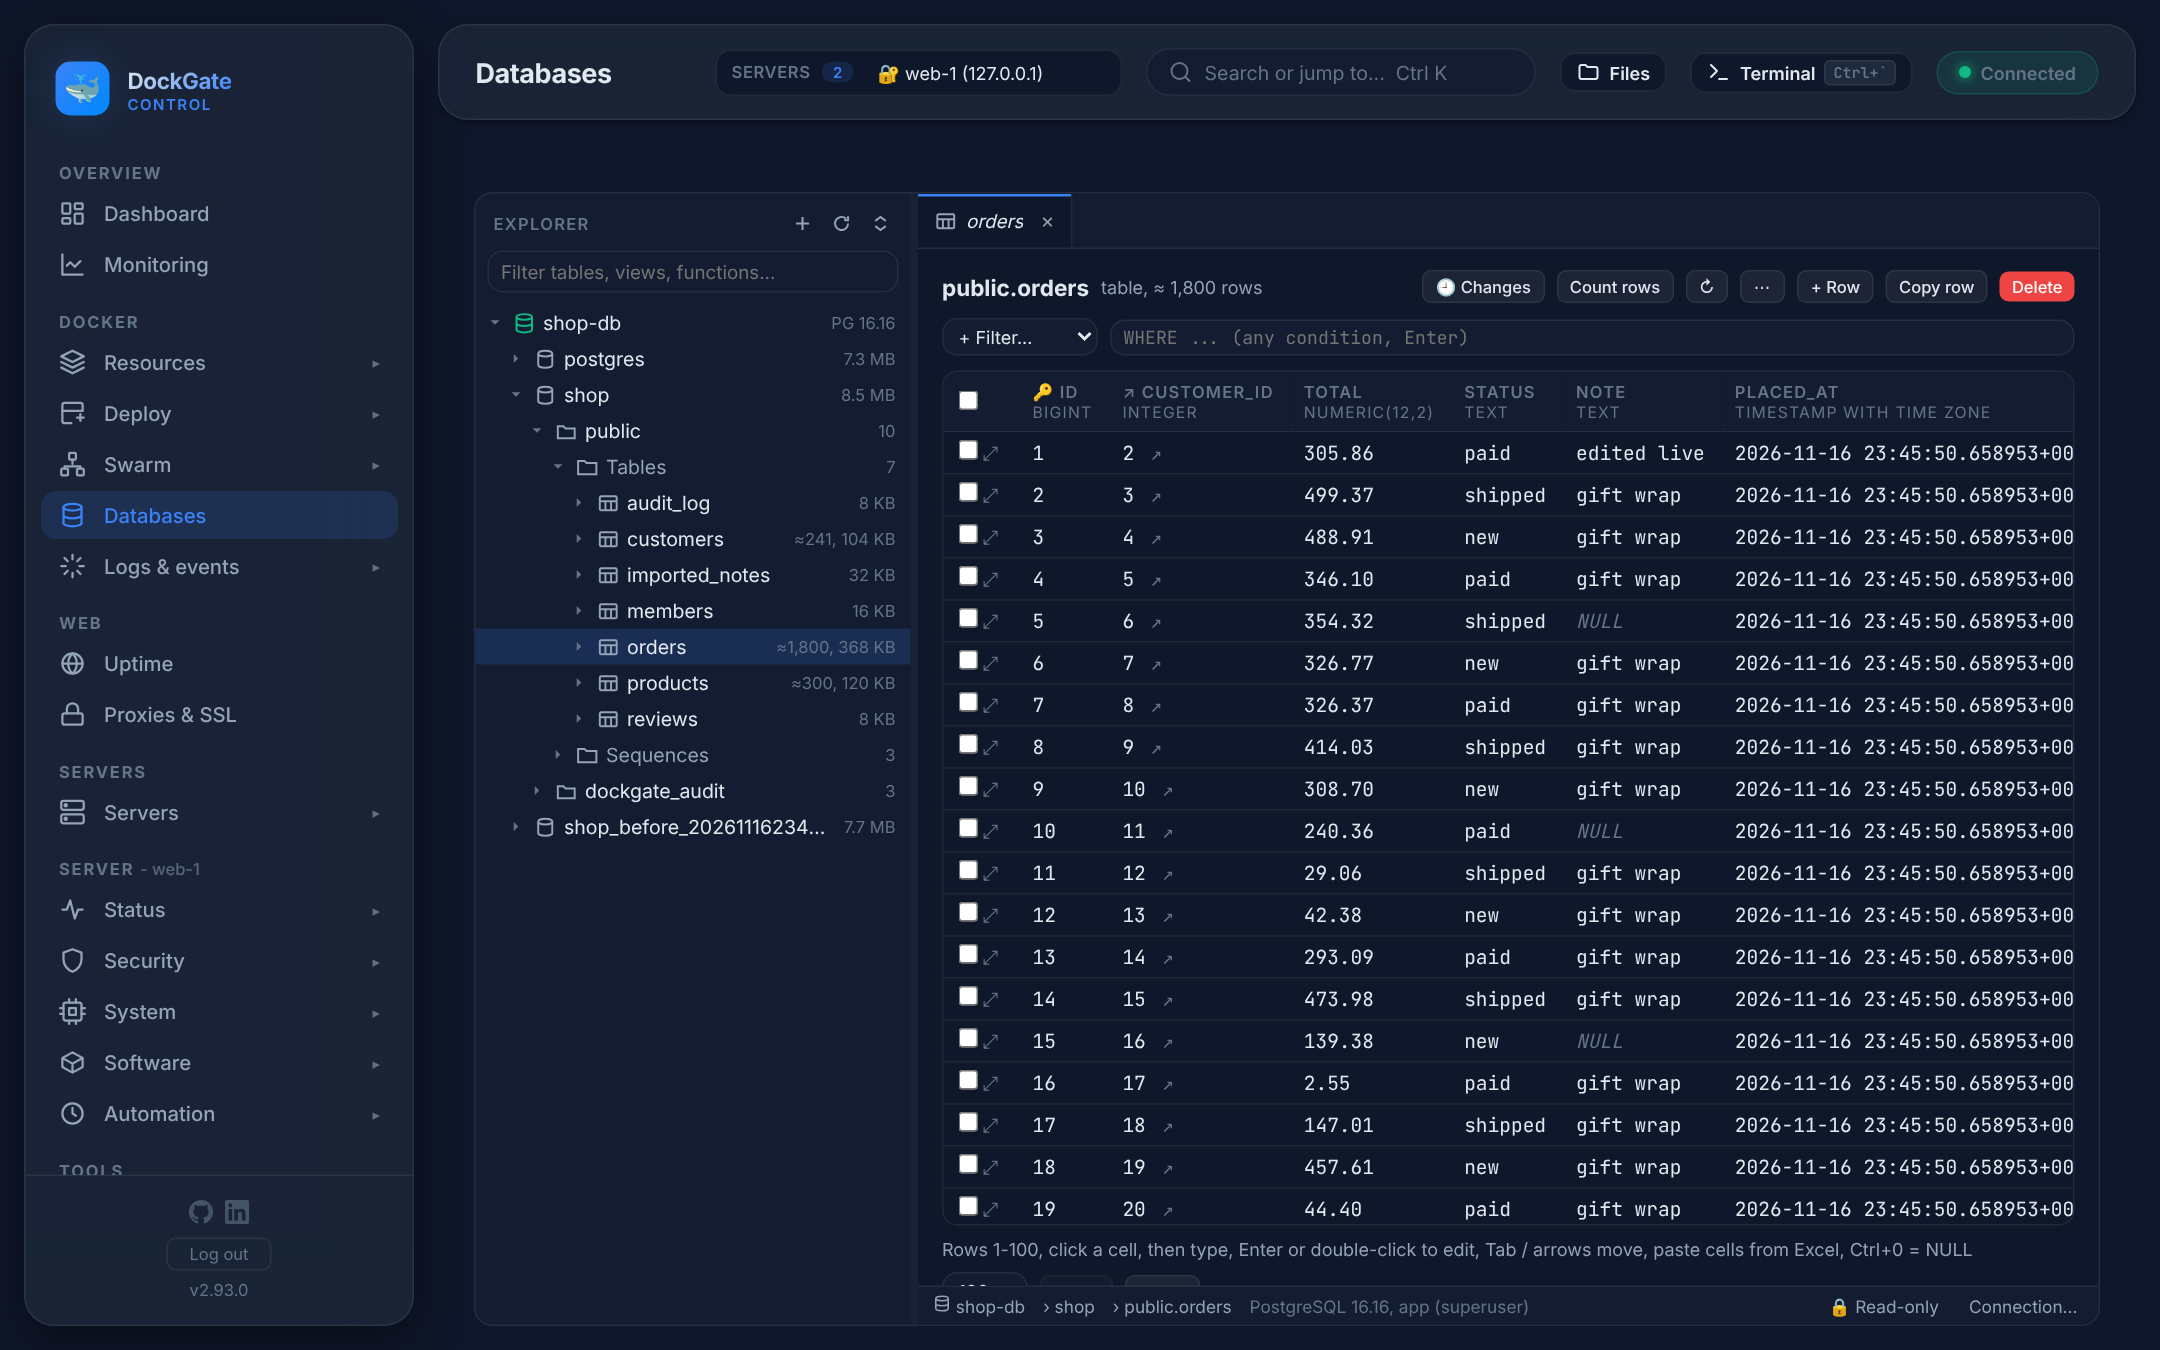 DockGate
CONTROL
OVERVIEW
Dashboard
Monitoring
DOCKER
Resources
Deploy
Swarm
Databases
Logs & events
WEB
Uptime
Proxies & SSL
SERVERS
Servers
SERVER - web-1
Status
Security
System
Software
Automation
TOOLS
Log out
v2.93.0
Databases
SERVERS 2 web-1 (127.0.0.1)
Search or jump to... Ctrl K
Files
Terminal Ctrl+`
Connected
EXPLORER
Filter tables, views, functions...
shop-db PG 16.16
postgres 7.3 MB
shop 8.5 MB
public 10
Tables 7
audit_log 8 KB
customers ≈241, 104 KB
imported_notes 32 KB
members 16 KB
orders ≈1,800, 368 KB
products ≈300, 120 KB
reviews 8 KB
Sequences 3
dockgate_audit 3
shop_before_20261116234... 7.7 MB
orders ×
public.orders table, ≈ 1,800 rows
Changes Count rows ↻ ... + Row Copy row Delete
+ Filter... WHERE ... (any condition, Enter)
ID CUSTOMER_ID TOTAL STATUS NOTE PLACED_AT
BIGINT INTEGER NUMERIC(12,2) TEXT TEXT TIMESTAMP WITH TIME ZONE
1 2 ↗ 305.86 paid edited live 2026-11-16 23:45:50.658953+00
2 3 ↗ 499.37 shipped gift wrap 2026-11-16 23:45:50.658953+00
3 4 ↗ 488.91 new gift wrap 2026-11-16 23:45:50.658953+00
4 5 ↗ 346.10 paid gift wrap 2026-11-16 23:45:50.658953+00
5 6 ↗ 354.32 shipped NULL 2026-11-16 23:45:50.658953+00
6 7 ↗ 326.77 new gift wrap 2026-11-16 23:45:50.658953+00
7 8 ↗ 326.37 paid gift wrap 2026-11-16 23:45:50.658953+00
8 9 ↗ 414.03 shipped gift wrap 2026-11-16 23:45:50.658953+00
9 10 ↗ 308.70 new gift wrap 2026-11-16 23:45:50.658953+00
10 11 ↗ 240.36 paid NULL 2026-11-16 23:45:50.658953+00
11 12 ↗ 29.06 shipped gift wrap 2026-11-16 23:45:50.658953+00
12 13 ↗ 42.38 new gift wrap 2026-11-16 23:45:50.658953+00
13 14 ↗ 293.09 paid gift wrap 2026-11-16 23:45:50.658953+00
14 15 ↗ 473.98 shipped gift wrap 2026-11-16 23:45:50.658953+00
15 16 ↗ 139.38 new NULL 2026-11-16 23:45:50.658953+00
16 17 ↗ 2.55 paid gift wrap 2026-11-16 23:45:50.658953+00
17 18 ↗ 147.01 shipped gift wrap 2026-11-16 23:45:50.658953+00
18 19 ↗ 457.61 new gift wrap 2026-11-16 23:45:50.658953+00
19 20 ↗ 44.40 paid gift wrap 2026-11-16 23:45:50.658953+00
Rows 1-100, click a cell, then type, Enter or double-click to edit, Tab / arrows move, paste cells from Excel, Ctrl+0 = NULL
shop-db › shop › public.orders PostgreSQL 16.16, app (superuser) Read-only Connection...